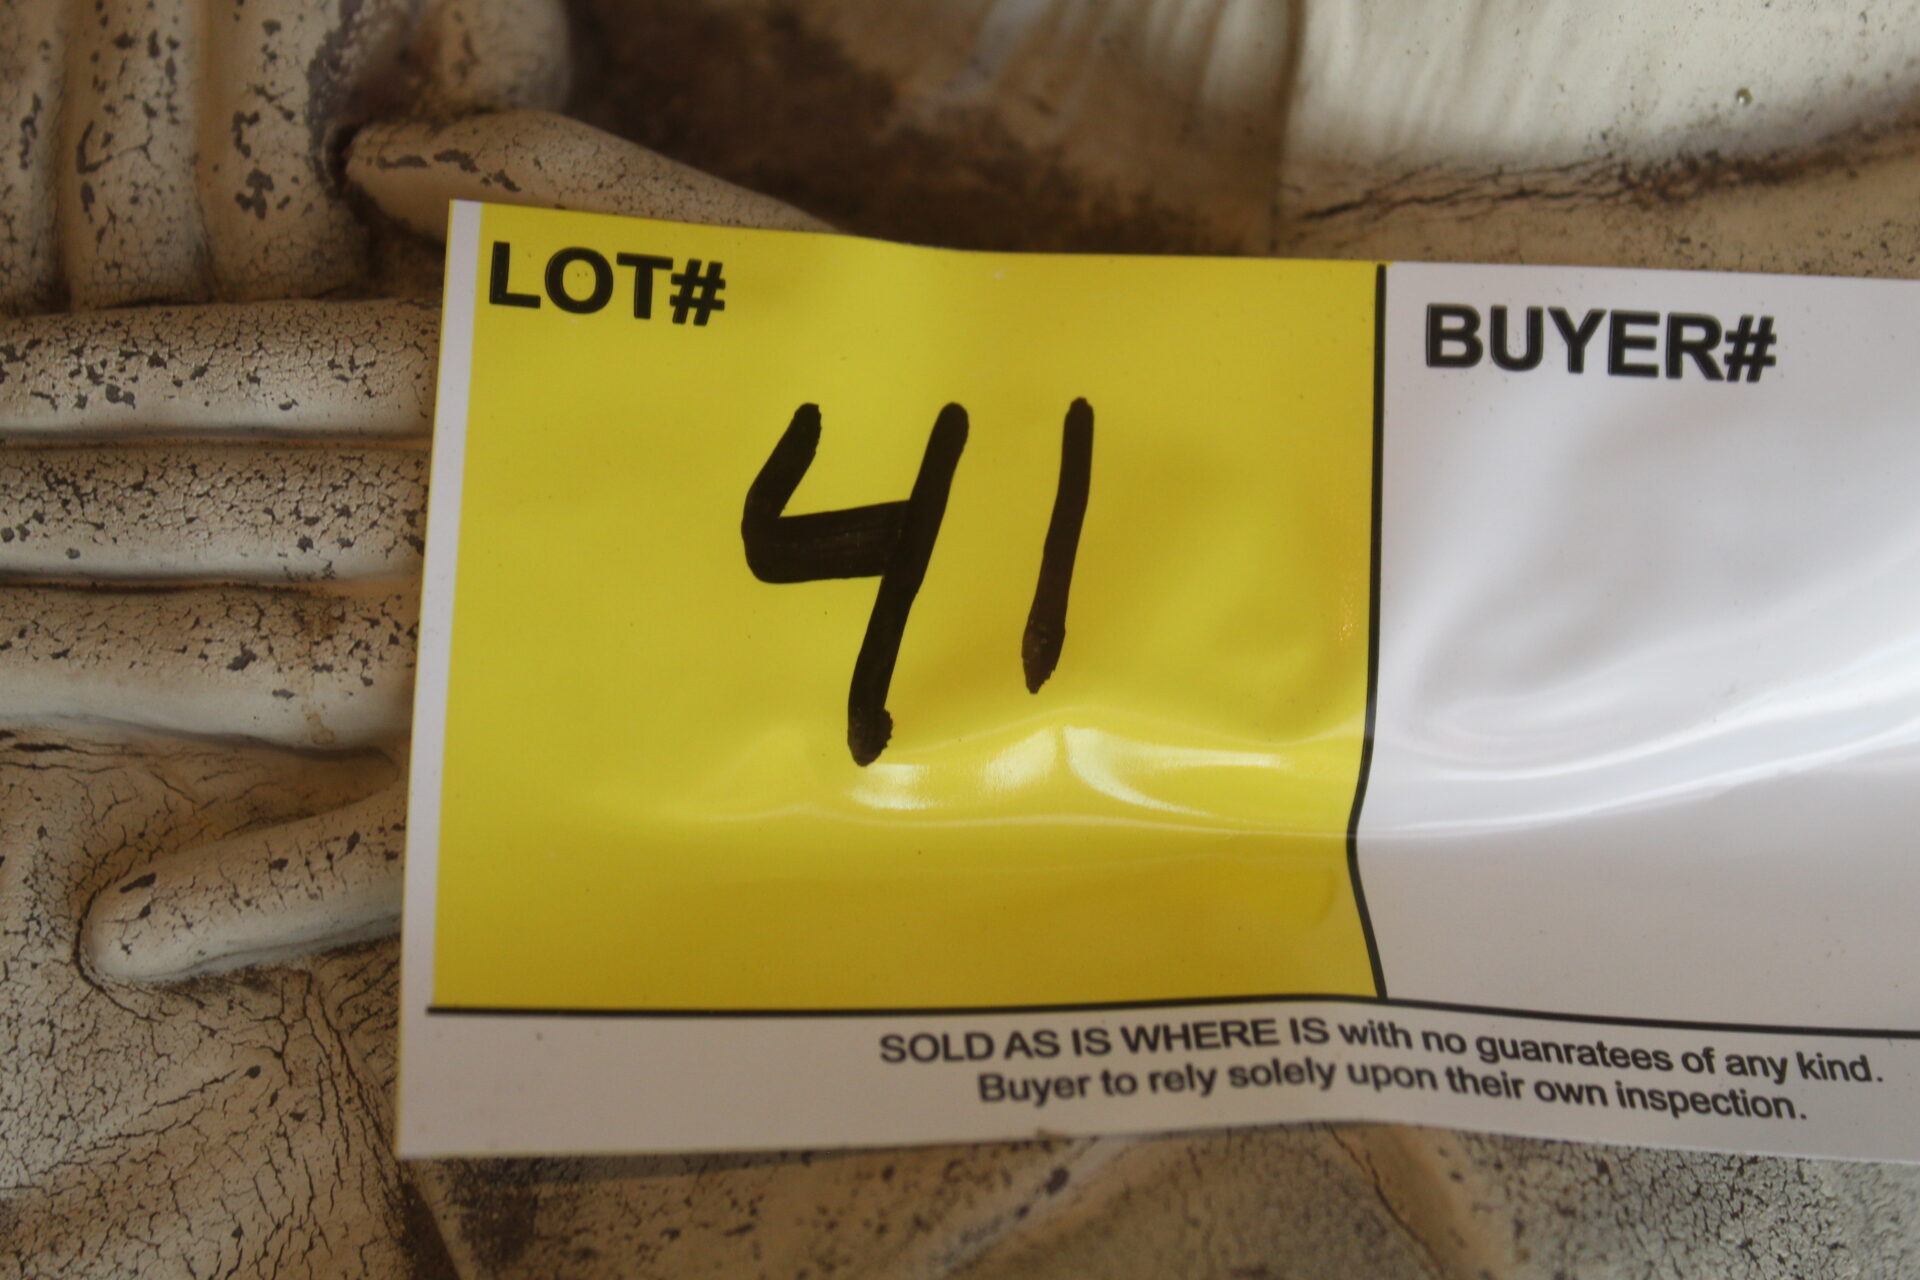 LOT#
BUYER#
41
SOLD AS IS WHERE IS with no guanratees of any kind.
Buyer to rely solely upon their own inspection.